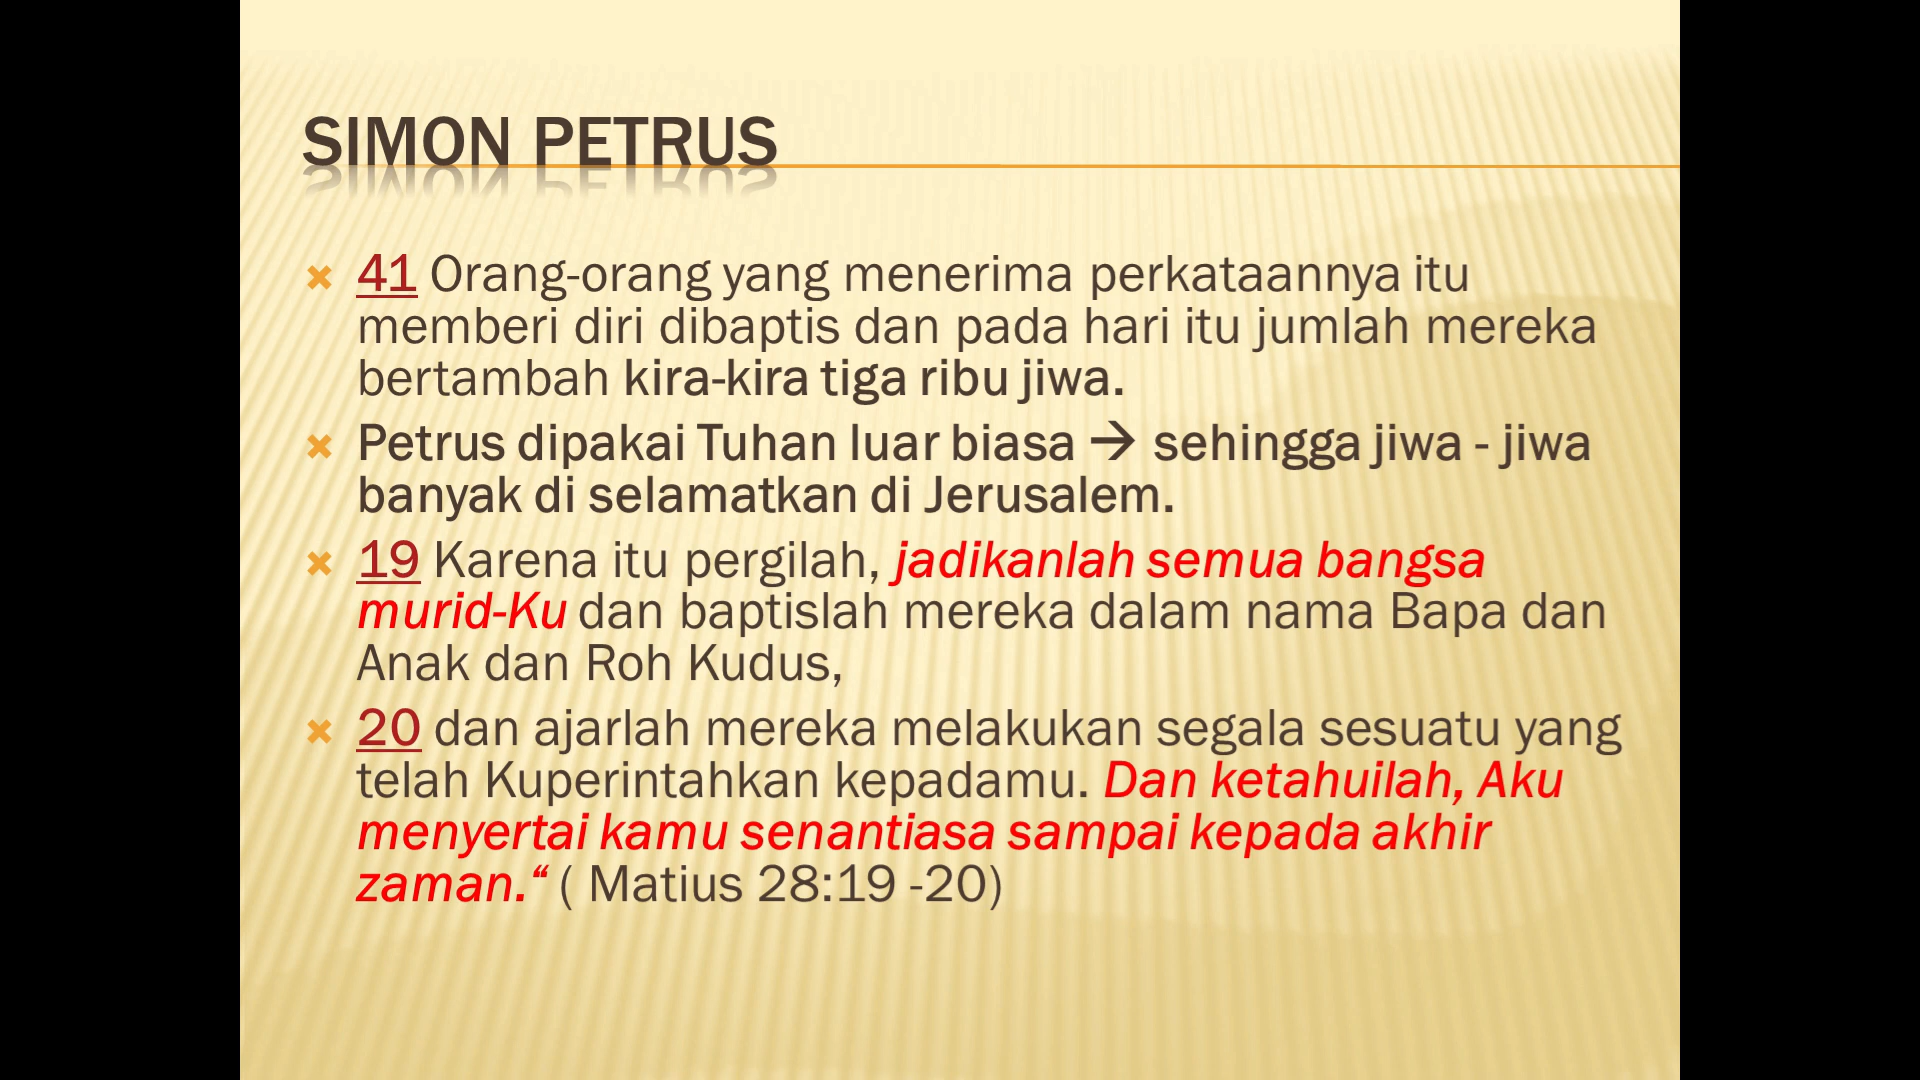 SIMON PETRUS
41 Orang-orang yang menerima perkataannya itu
memberi diri dibaptis dan pada hari itu jumlah mereka
bertambah kira-kira tiga ribu jiwa.
Petrus dipakai Tuhan luar biasa → sehingga jiwa - jiwa
banyak di selamatkan di Jerusalem.
19 Karena itu pergilah, jadikanlah semua bangsa
murid-Ku dan baptislah mereka dalam nama Bapa dan
Anak dan Roh Kudus,
20 dan ajarlah mereka melakukan segala sesuatu yang
telah Kuperintahkan kepadamu. Dan ketahuilah, Aku
menyertai kamu senantiasa sampai kepada akhir
zaman.“ ( Matius 28:19 -20)